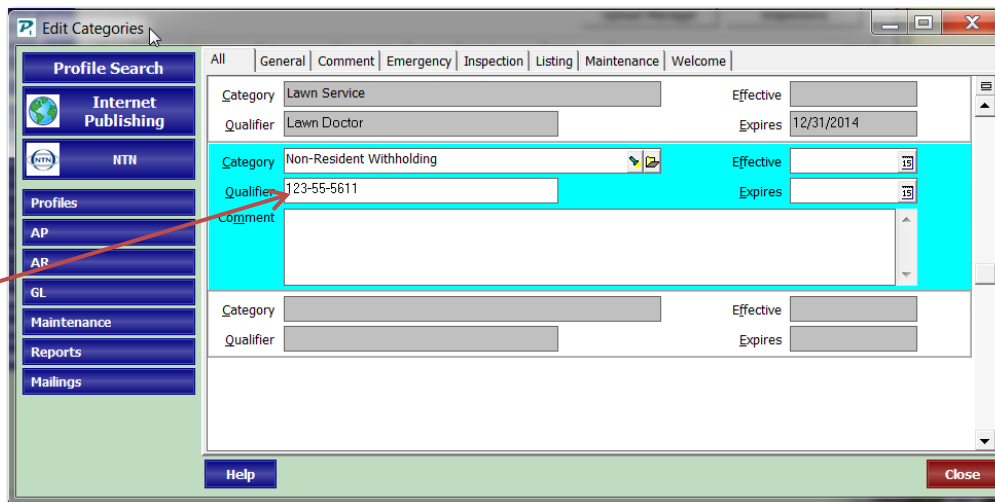 Edit Categories
Profile Search
Internet
Publishing
NTN
NTN
Profiles
AP
AR
GL
Maintenance
Reports
Mailings
All General Comment Emergency Inspection Listing Maintenance Welcome
Category Lawn Service Effective
Qualifier Lawn Doctor Expires 12/31/2014
Category Non-Resident Withholding Effective 15
Qualifier 123-55-5611 Expires 15
Comment
Category Effective
Qualifier Expires
Help Close